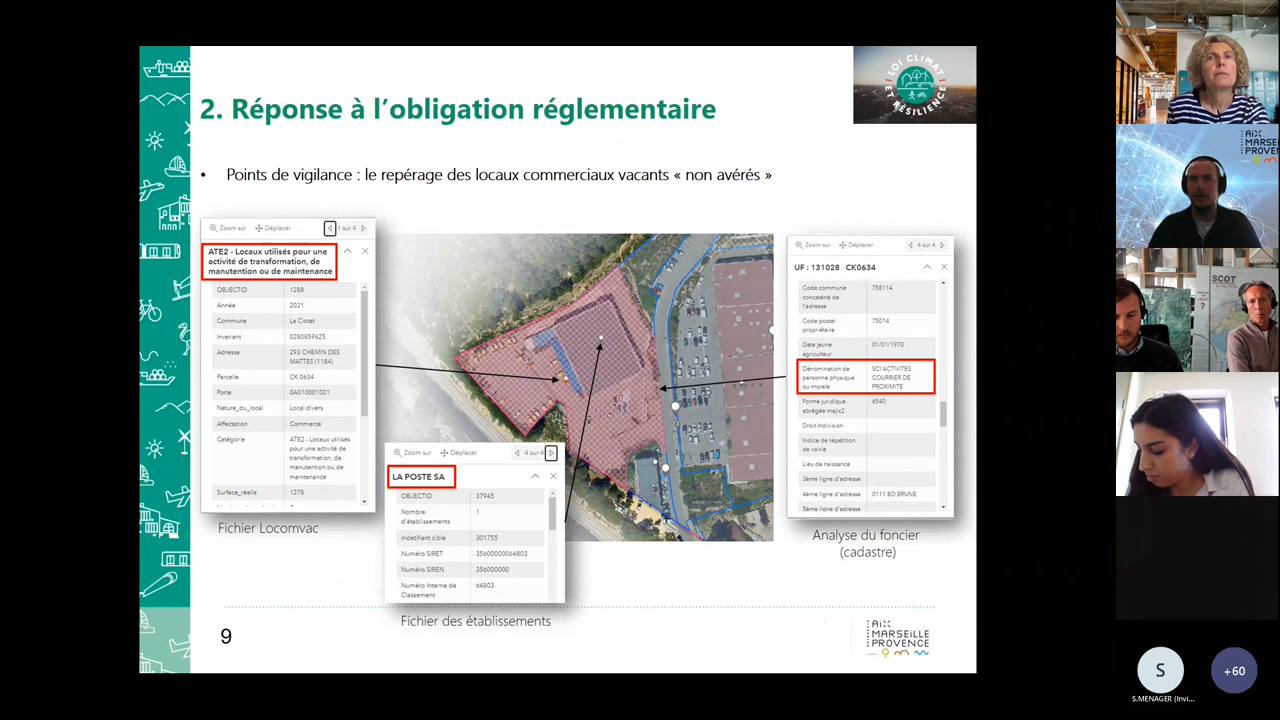 2. Réponse à l'obligation réglementaire
LOI CLIMAT
ET RÉSILIENCE
• Points de vigilance : le repérage des locaux commerciaux vacants « non avérés »
Zoom sur Déplacer 1 sur 4
ATE2 - Locaux utilisés pour une
activité de transformation, de
manutention ou de maintenance
OBJECTID 1288
Année 2021
Commune La Ciotat
Invariant 0280859625
Adresse 293 CHEMIN DES
MATTES (1184)
Parcelle CK 0634
Porte 0A010001001
Nature_du_local Local divers
Affectation Commerce
Catégorie ATE2 - Locaux utilisés
pour une activité de
transformation, de
manutention ou de
maintenance
Surface_réelle 1278
Fichier Locomvac
Zoom sur Déplacer 4 sur 4
LA POSTE SA
OBJECTID 37945
Nombre
d'établissements 1
Indetifiant cible 301755
Numéro SIRET 35600000064803
Numéro SIREN 356000000
Numéro Interne de
Classement 64803
Fichier des établissements
Zoom sur Déplacer 4 sur 4
UF : 131028 CK0634
Code commune
concaténé de
l'adresse 758114
Code postal
propriétaire 75014
Date jeune
agriculteur 01/01/1970
Dénomination de
personne physique
ou morale
SCI ACTIVITES
COURRIER DE
PROXIMITE
Forme juridique
abrégée majic2 6540
Droit Indivision
Indice de répétition
de voirie
Lieu de naissance
3ème ligne d'adresse
4ème ligne d'adresse 0111 BD BRUNE
5ème ligne d'adresse
Analyse du foncier
(cadastre)
9
AIX
MARSEILLE
PROVENCE
AIX
MARSE
PROVE
SCOT
S
S.MENAGER (Invi...
+60